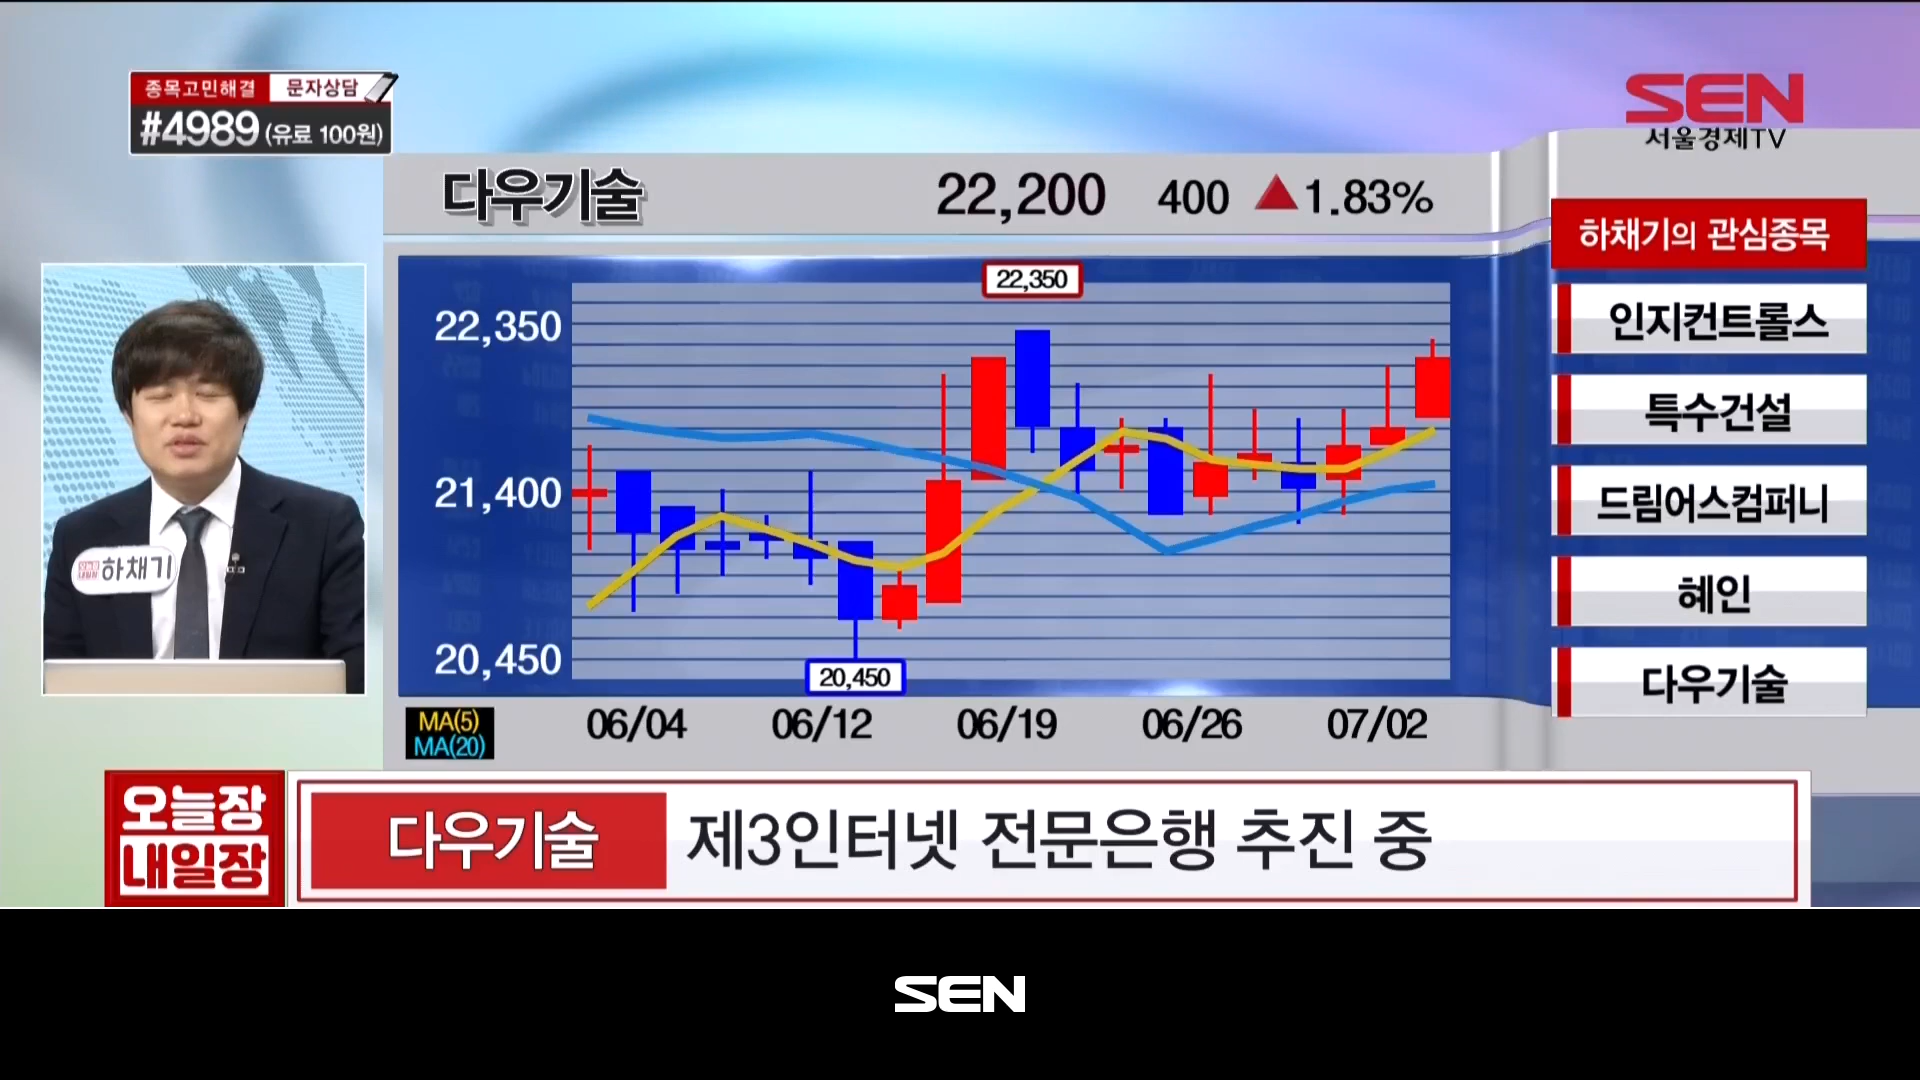 종목고민해결 문자상담
#4989 (유료 100원)
SEN
서울경제TV
다우기술 22,200 400 ▲1.83%
하채기의 관심종목
인지컨트롤스
특수건설
드림어스컴퍼니
혜인
다우기술
22,350
22,350
21,400
20,450
20,450
오늘장 내일장 하채기
MA(5)
MA(20)
06/04 06/12 06/19 06/26 07/02
오늘장
내일장
다우기술 제3인터넷 전문은행 추진 중
SEN